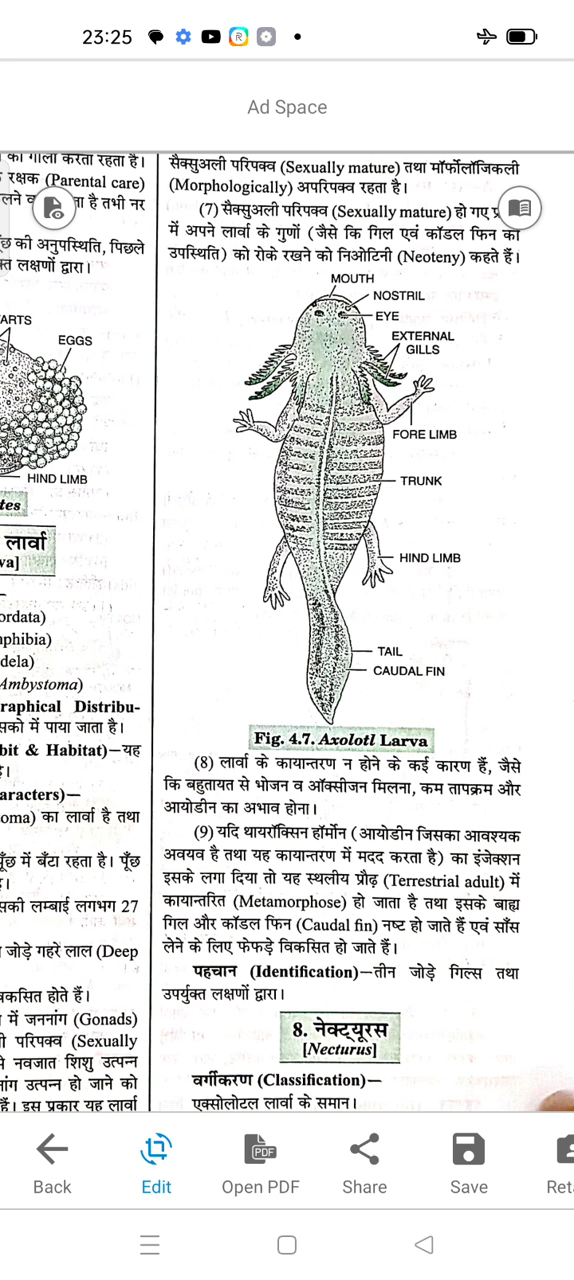 23:25
Ad Space
का गीला करता रहता है।
रक्षक (Parental care)
है तभी नर
की अनुपस्थिति, पिछले
लक्षणों द्वारा।
EGGS
HIND LIMB
लार्वा
सैक्सुअली परिपक्व (Sexually mature) तथा मॉर्फोलॉजिकली
(Morphologically) अपरिपक्व रहता है।
(7) सैक्सुअली परिपक्व (Sexually mature) हो गए
में अपने लार्वा के गुणों (जैसे कि गिल एवं कॉडल फिन की
उपस्थिति) को रोके रखने को निओटिनी (Neoteny) कहते हैं।
MOUTH
NOSTRIL
EYE
EXTERNAL
GILLS
FORE LIMB
TRUNK
HIND LIMB
TAIL
CAUDAL FIN
Fig. 4.7. Axolotl Larva
Ambystoma)
raphical Distribu-
में पाया जाता है।
bit & Habitat)—यह
aracters)—
oma) का लार्वा है तथा
में बँटा रहता है। पूँछ
लम्बाई लगभग 27
जोड़े गहरे लाल (Deep
होते हैं।
में जननांग (Gonads)
परिपक्व (Sexually
नवजात शिशु उत्पन्न
उत्पन्न हो जाने को
हैं। इस प्रकार यह लार्वा
(8) लार्वा के कायान्तरण न होने के कई कारण हैं, जैसे
कि बहुतायत से भोजन व ऑक्सीजन मिलना, कम तापक्रम और
आयोडीन का अभाव होना।
(9) यदि थायरॉक्सिन हॉर्मोन (आयोडीन जिसका आवश्यक
अवयव है तथा यह कायान्तरण में मदद करता है) का इंजेक्शन
इसके लगा दिया तो यह स्थलीय प्रौढ़ (Terrestrial adult) में
कायान्तरित (Metamorphose) हो जाता है तथा इसके बाह्य
गिल और कॉडल फिन (Caudal fin) नष्ट हो जाते हैं एवं साँस
लेने के लिए फेफड़े विकसित हो जाते हैं।
पहचान (Identification)—तीन जोड़े गिल्स तथा
उपर्युक्त लक्षणों द्वारा।
8. नेक्ट्यूरस
[Necturus]
वर्गीकरण (Classification)—
एक्सोलोटल लार्वा के समान।
Back
Edit
PDF
Open PDF
Share
Save